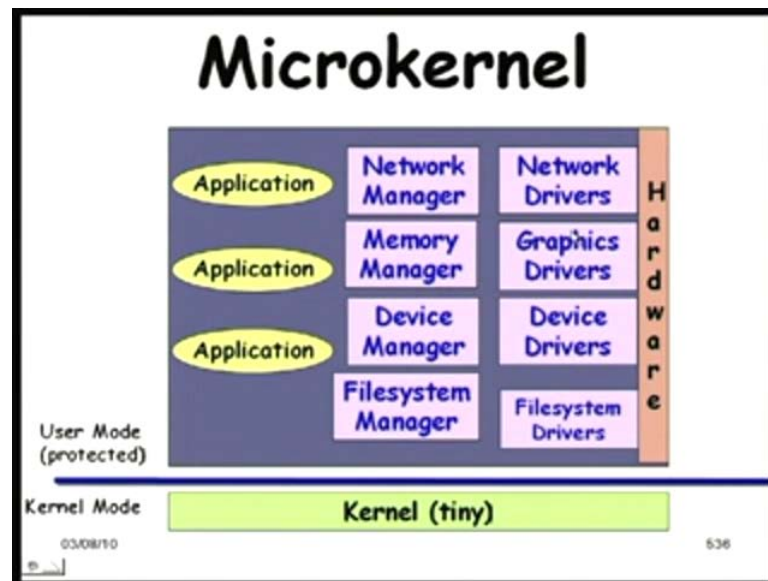 Microkernel
Application
Network
Manager
Network
Drivers
Application
Memory
Manager
Graphics
Drivers
Application
Device
Manager
Device
Drivers
Filesystem
Manager
Filesystem
Drivers
Hardware
User Mode
(protected)
Kernel Mode
Kernel (tiny)
03/08/10
536